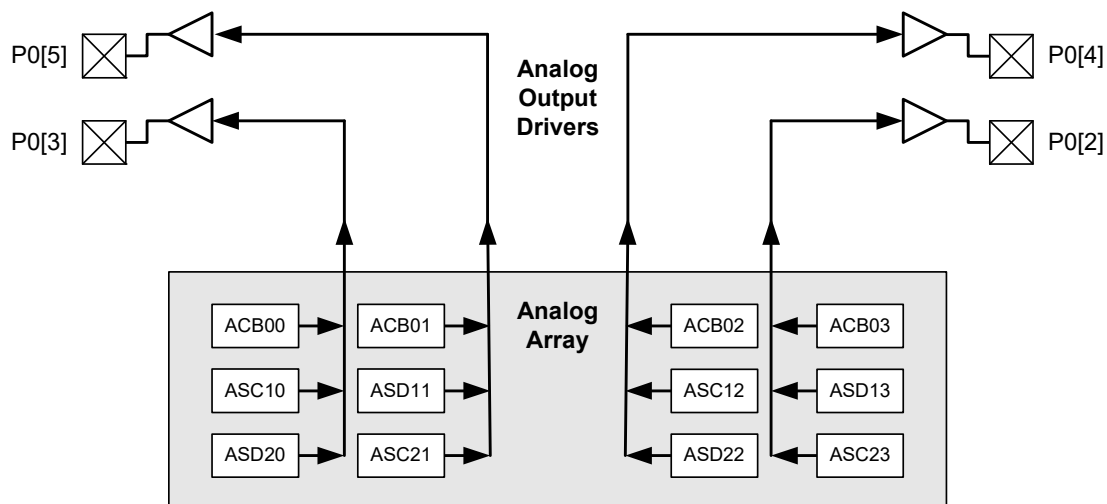 P0[5]
P0[4]
Analog
Output
Drivers
P0[3]
P0[2]
Analog
Array
ACB00
ACB01
ACB02
ACB03
ASC10
ASD11
ASC12
ASD13
ASD20
ASC21
ASD22
ASC23